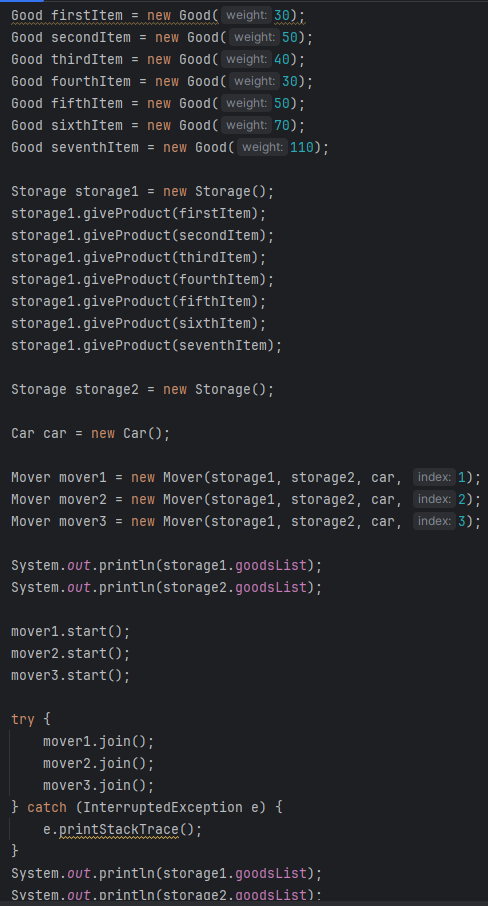 Good firstItem = new Good( weight: 30);
Good secondItem = new Good( weight: 50);
Good thirdItem = new Good( weight: 40);
Good fourthItem = new Good( weight: 30);
Good fifthItem = new Good( weight: 50);
Good sixthItem = new Good( weight: 70);
Good seventhItem = new Good( weight: 110);
Storage storage1 = new Storage();
storage1.giveProduct(firstItem);
storage1.giveProduct(secondItem);
storage1.giveProduct(thirdItem);
storage1.giveProduct(fourthItem);
storage1.giveProduct(fifthItem);
storage1.giveProduct(sixthItem);
storage1.giveProduct(seventhItem);
Storage storage2 = new Storage();
Car car = new Car();
Mover mover1 = new Mover(storage1, storage2, car, index: 1);
Mover mover2 = new Mover(storage1, storage2, car, index: 2);
Mover mover3 = new Mover(storage1, storage2, car, index: 3);
System.out.println(storage1.goodsList);
System.out.println(storage2.goodsList);
mover1.start();
mover2.start();
mover3.start();
try {
mover1.join();
mover2.join();
mover3.join();
} catch (InterruptedException e) {
e.printStackTrace();
}
System.out.println(storage1.goodsList);
System.out.println(storage2.goodsList);